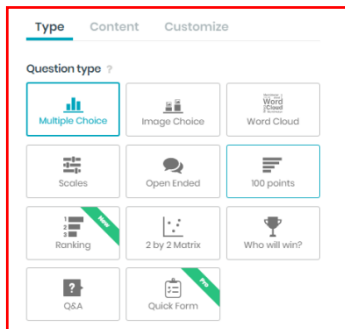 Type Content Customize
Question type ?
Multiple Choice Image Choice Word Cloud
Scales Open Ended 100 points
New
Ranking 2 by 2 Matrix Who will win?
Pro
Q&A Quick Form